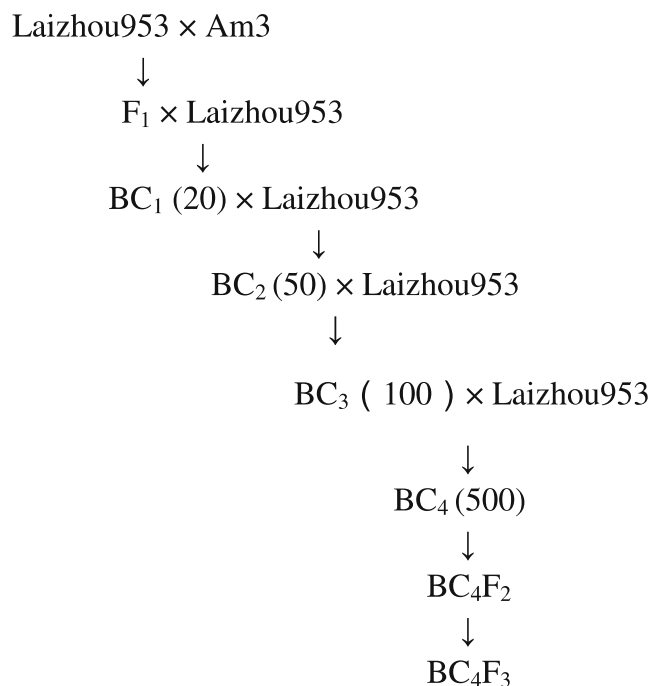 Laizhou953 × Am3
↓
F₁ × Laizhou953
↓
BC₁ (20) × Laizhou953
↓
BC₂ (50) × Laizhou953
↓
BC₃ ( 100 ) × Laizhou953
↓
BC₄ (500)
↓
BC₄F₂
↓
BC₄F₃